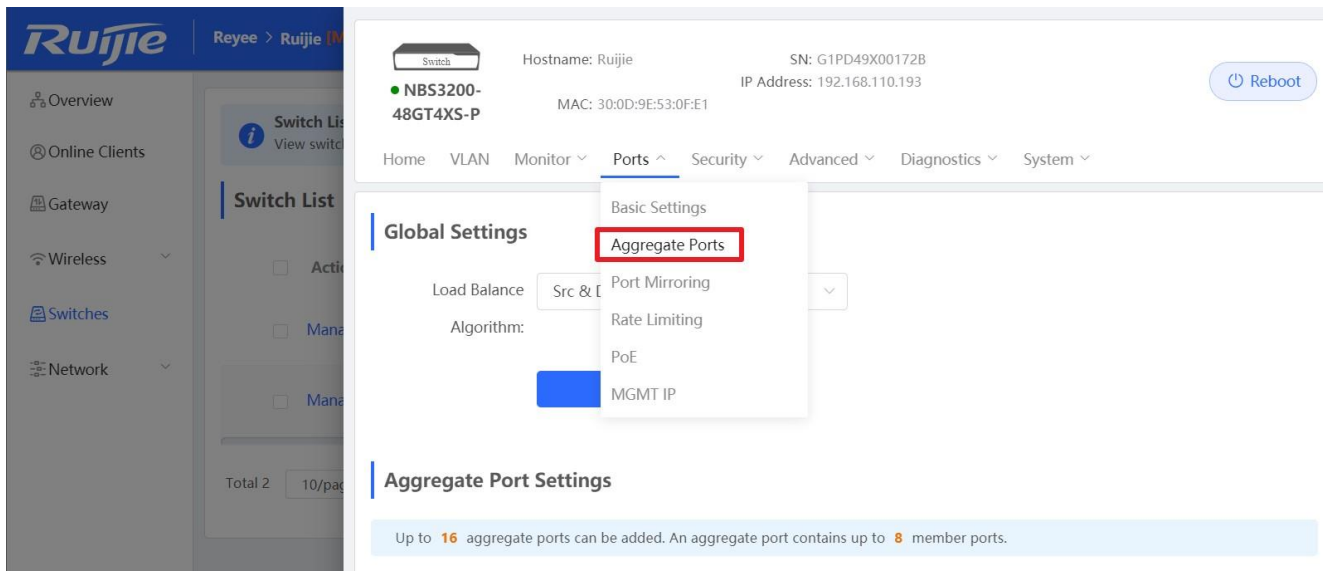 Ruijie
Reyee > Ruijie [M
Overview
Online Clients
Gateway
Wireless
Switches
Network
Switch Lis
View switc
Switch List
Actio
Mana
Mana
Total 2 10/pag
Switch
NBS3200-
48GT4XS-P
Hostname: Ruijie
SN: G1PD49X00172B
IP Address: 192.168.110.193
MAC: 30:0D:9E:53:0F:E1
Reboot
Home VLAN Monitor Ports Security Advanced Diagnostics System
Basic Settings
Aggregate Ports
Port Mirroring
Rate Limiting
PoE
MGMT IP
Global Settings
Load Balance
Algorithm:
Src & D
Aggregate Port Settings
Up to 16 aggregate ports can be added. An aggregate port contains up to 8 member ports.